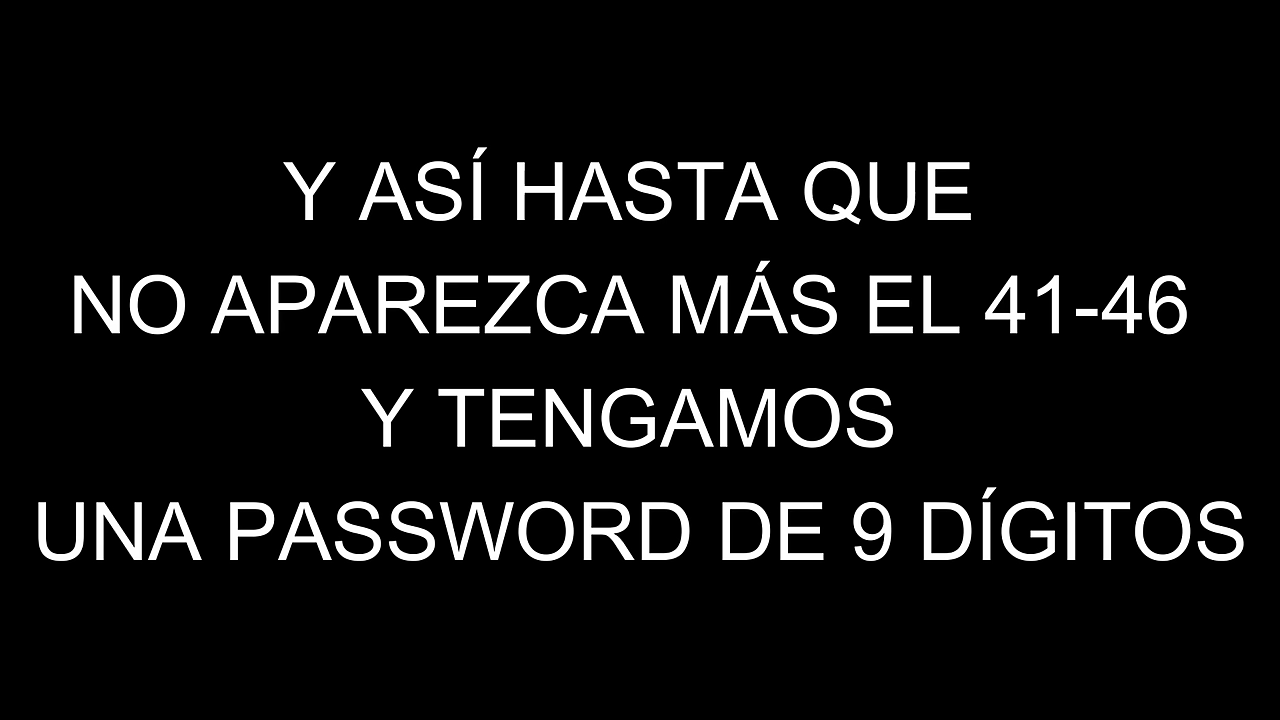 Y ASÍ HASTA QUE
NO APAREZCA MÁS EL 41-46
Y TENGAMOS
UNA PASSWORD DE 9 DÍGITOS